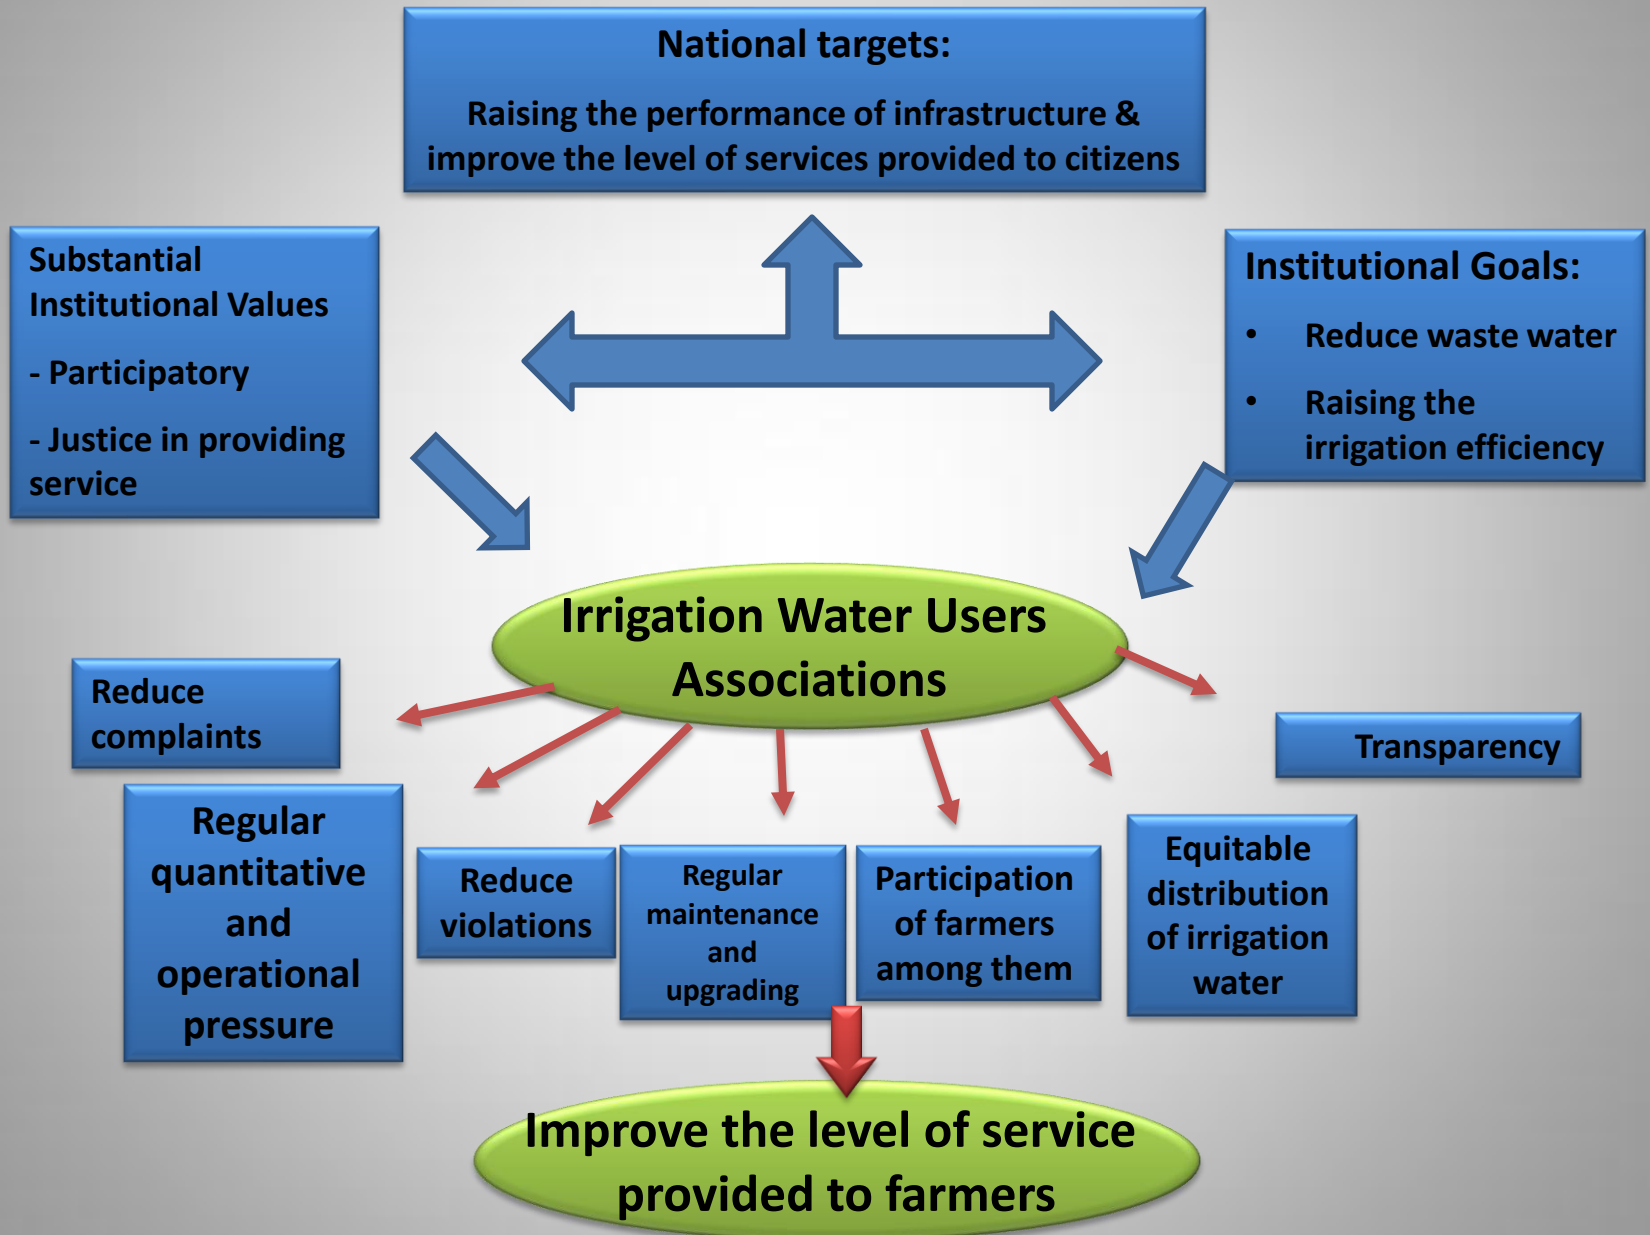 National targets:
Raising the performance of infrastructure &
improve the level of services provided to citizens
Substantial
Institutional Values
- Participatory
- Justice in providing
service
Institutional Goals:
• Reduce waste water
• Raising the
irrigation efficiency
Irrigation Water Users
Associations
Reduce
complaints
Regular
quantitative
and
operational
pressure
Reduce
violations
Regular
maintenance
and
upgrading
Participation
of farmers
among them
Equitable
distribution
of irrigation
water
Transparency
Improve the level of service
provided to farmers